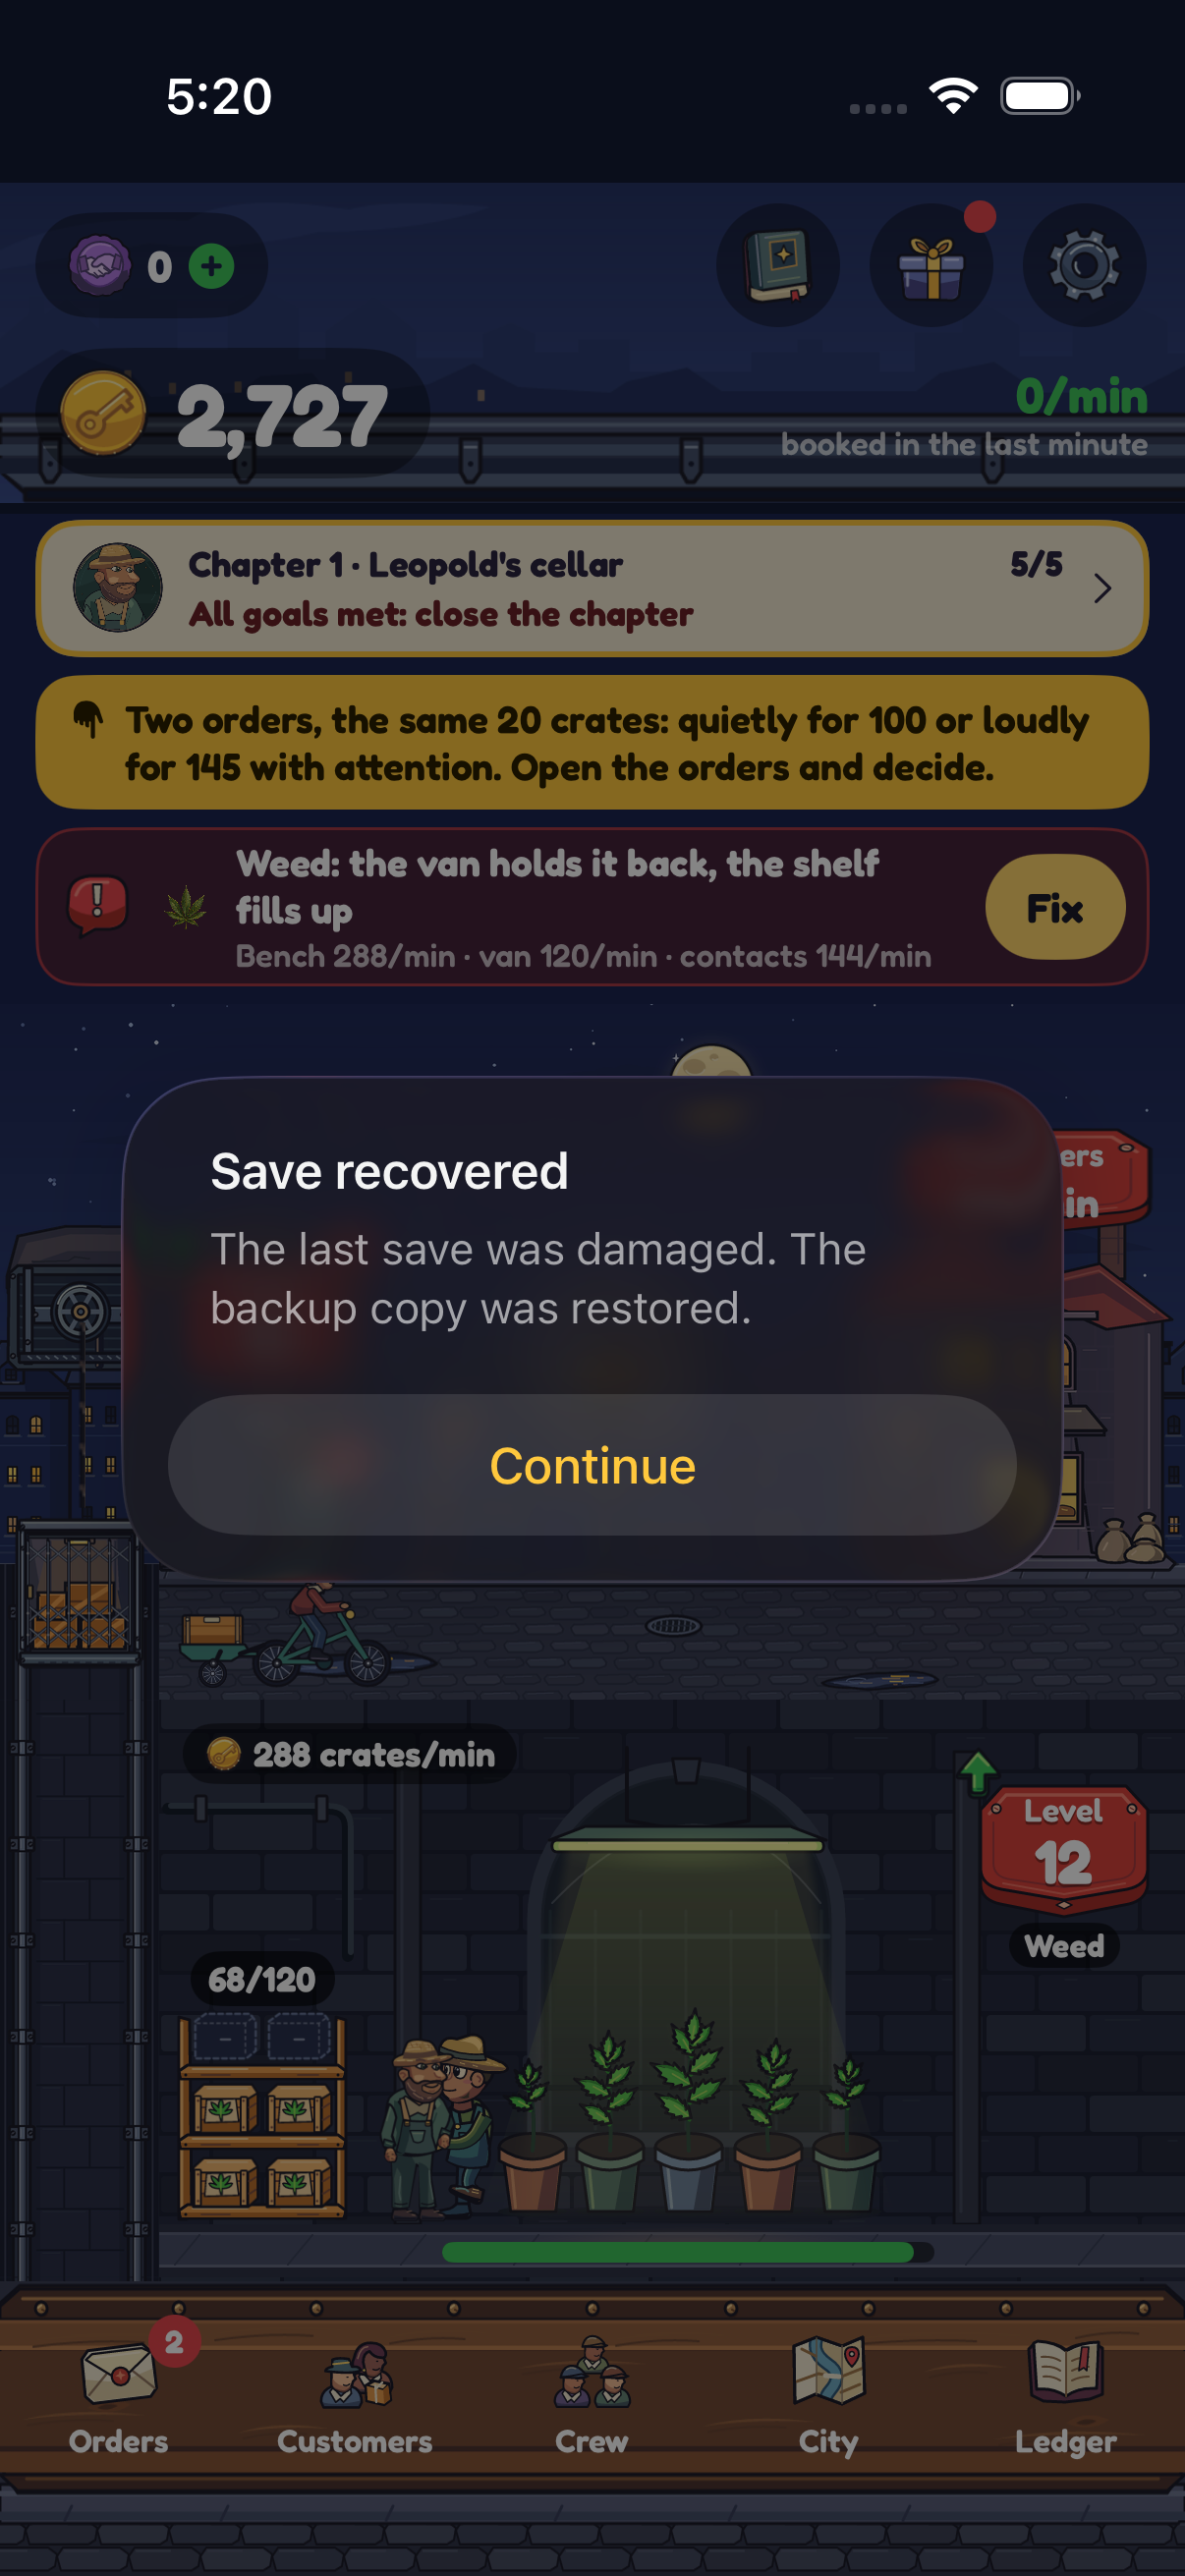 5:20
0
2,727
0/min
booked in the last minute
Chapter 1 · Leopold's cellar
5/5
All goals met: close the chapter
Two orders, the same 20 crates: quietly for 100 or loudly
for 145 with attention. Open the orders and decide.
Weed: the van holds it back, the shelf
fills up
Bench 288/min · van 120/min · contacts 144/min
Fix
Save recovered
The last save was damaged. The
backup copy was restored.
Continue
288 crates/min
Level
12
Weed
68/120
2
Orders
Customers
Crew
City
Ledger